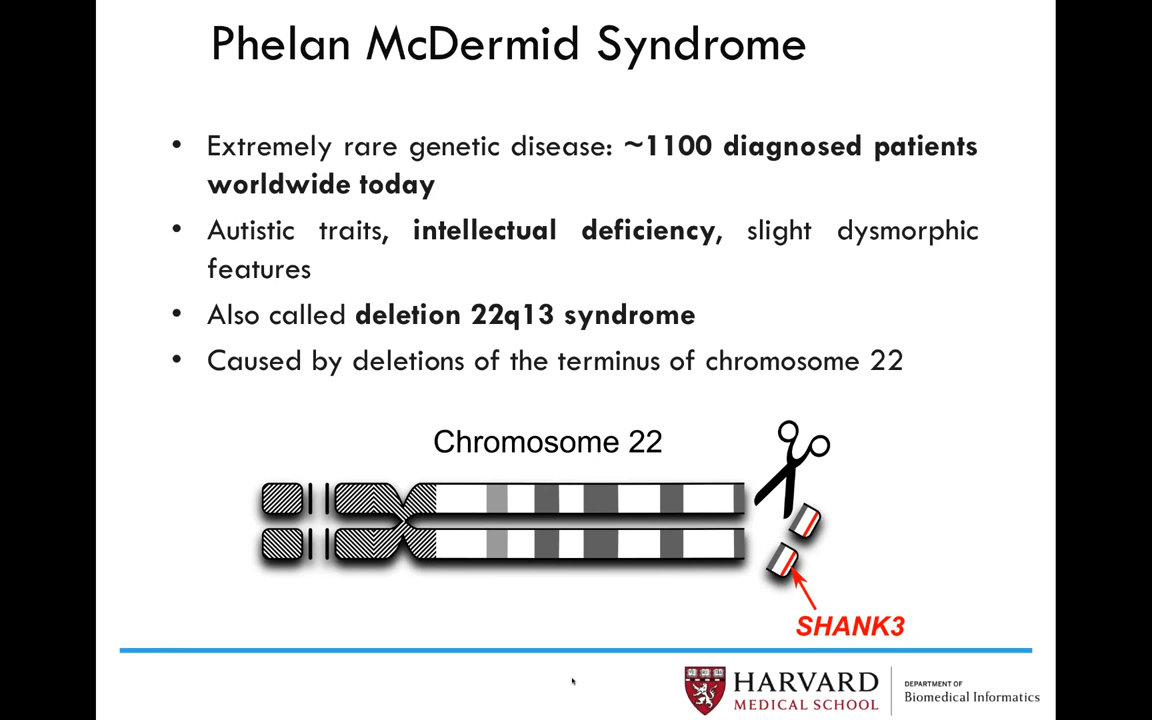 Phelan McDermid Syndrome
• Extremely rare genetic disease: ~1100 diagnosed patients
worldwide today
• Autistic traits, intellectual deficiency, slight dysmorphic
features
• Also called deletion 22q13 syndrome
• Caused by deletions of the terminus of chromosome 22
Chromosome 22
SHANK3
HARVARD
MEDICAL SCHOOL
DEPARTMENT OF
Biomedical Informatics